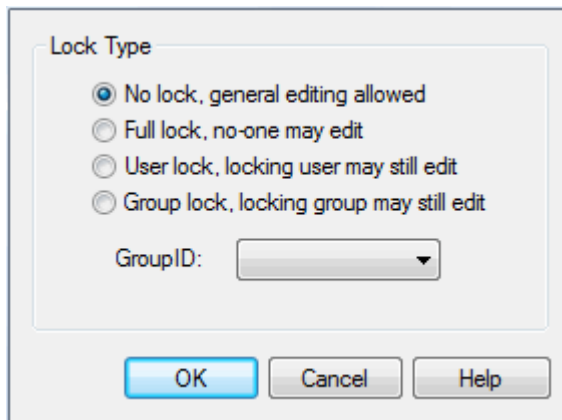 Lock Type
No lock, general editing allowed
Full lock, no-one may edit
User lock, locking user may still edit
Group lock, locking group may still edit
GroupID:
OK Cancel Help